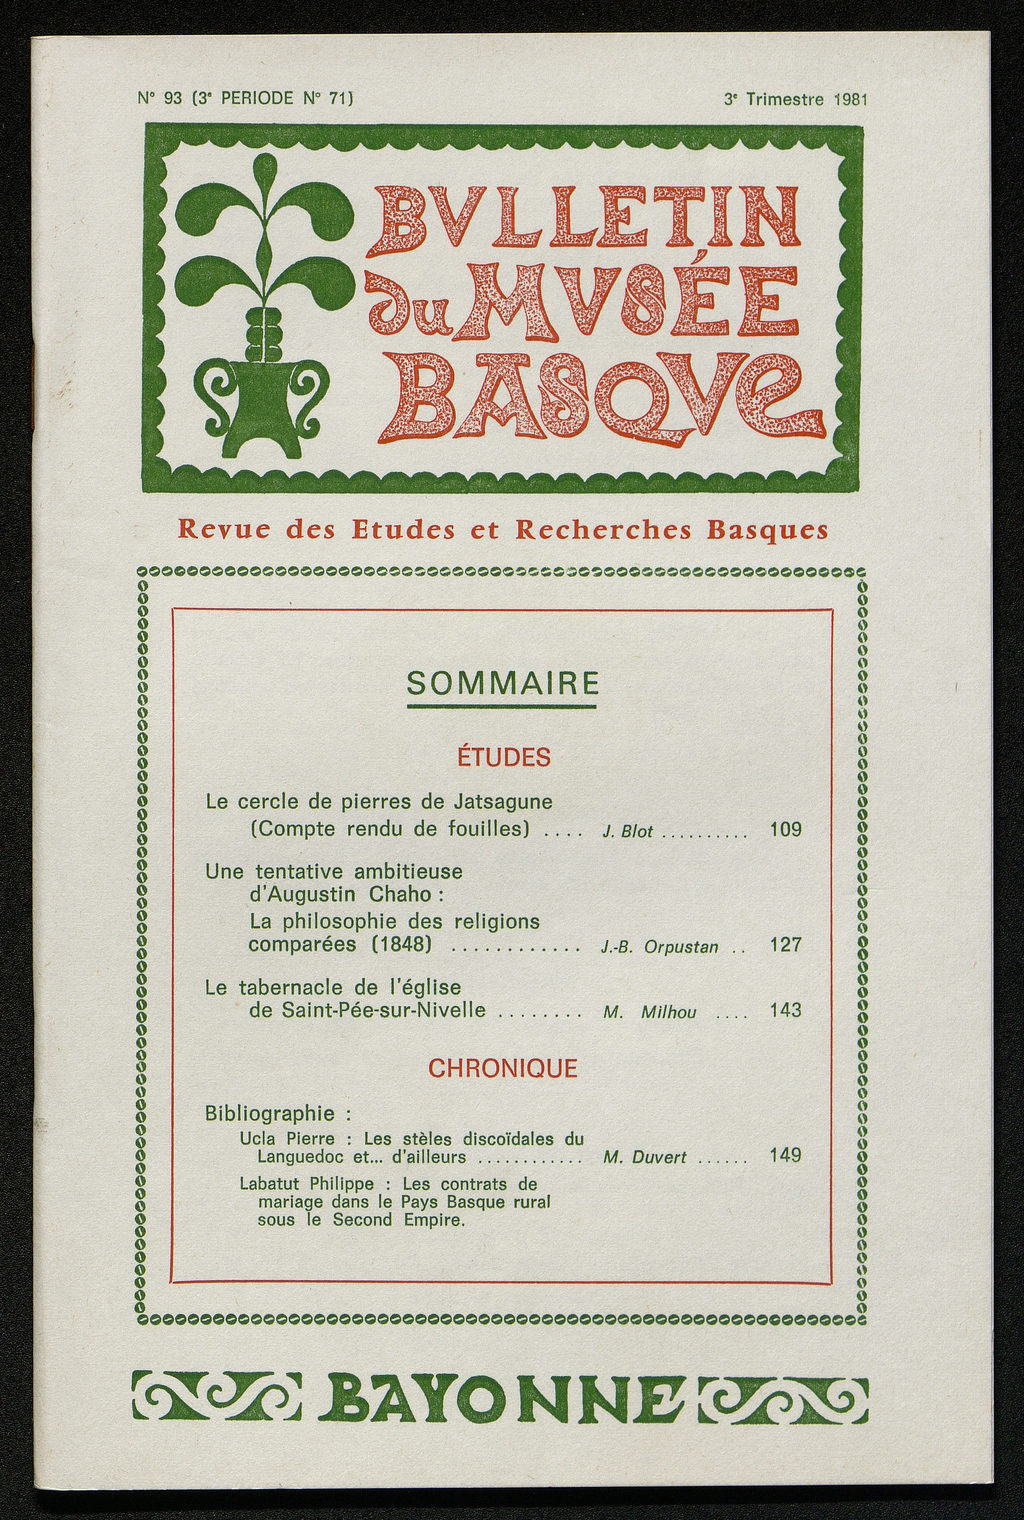 N° 93 (3e PERIODE N° 71)
3e Trimestre 1981
BVLLETIN
du MVSÉE
BASQVE
Revue des Etudes et Recherches Basques
SOMMAIRE
ÉTUDES
Le cercle de pierres de Jatsagune
(Compte rendu de fouilles) .... J. Blot .......... 109
Une tentative ambitieuse
d'Augustin Chaho :
La philosophie des religions
comparées (1848) ............ J.-B. Orpustan .. 127
Le tabernacle de l'église
de Saint-Pée-sur-Nivelle ........ M. Milhou .... 143
CHRONIQUE
Bibliographie :
Ucla Pierre : Les stèles discoïdales du
Languedoc et... d'ailleurs ............ M. Duvert ...... 149
Labatut Philippe : Les contrats de
mariage dans le Pays Basque rural
sous le Second Empire.
BAYONNE